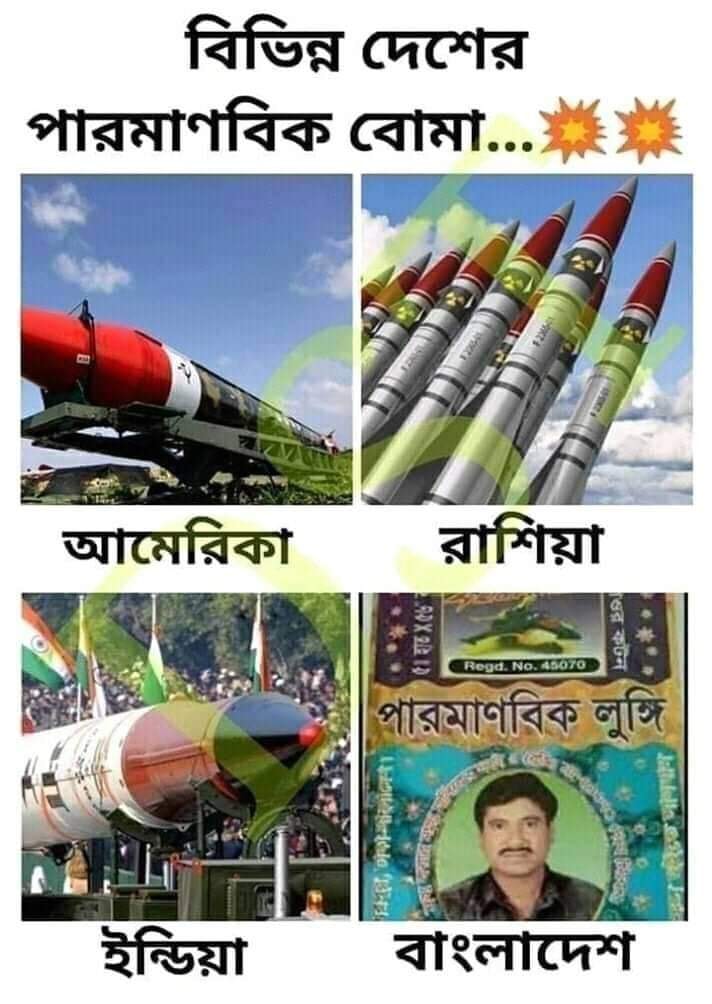 বিভিন্ন দেশের
পারমাণবিক বোমা...💥💥
আমেরিকা
রাশিয়া
Regd. No. 45070
পারমাণবিক লুঙ্গি
ইন্ডিয়া
বাংলাদেশ